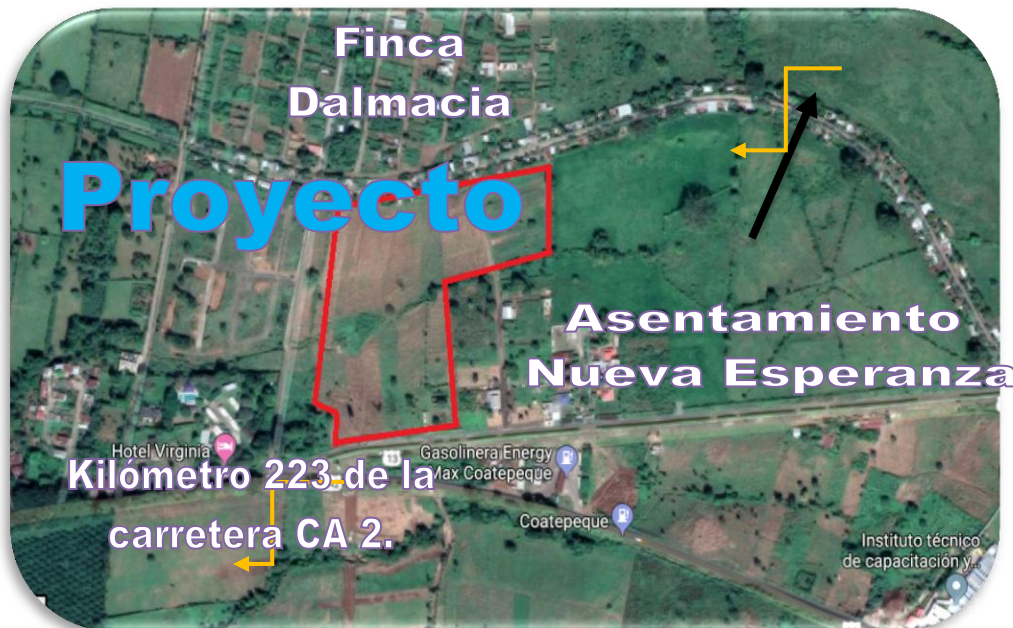 Finca
Dalmacia
Proyecto
Asentamiento
Nueva Esperanza
Hotel Virginia
Gasolinera Energy
Max Coatepeque
Kilómetro 223 de la
carretera CA 2.
Coatepeque
Instituto técnico
de capacitación y...